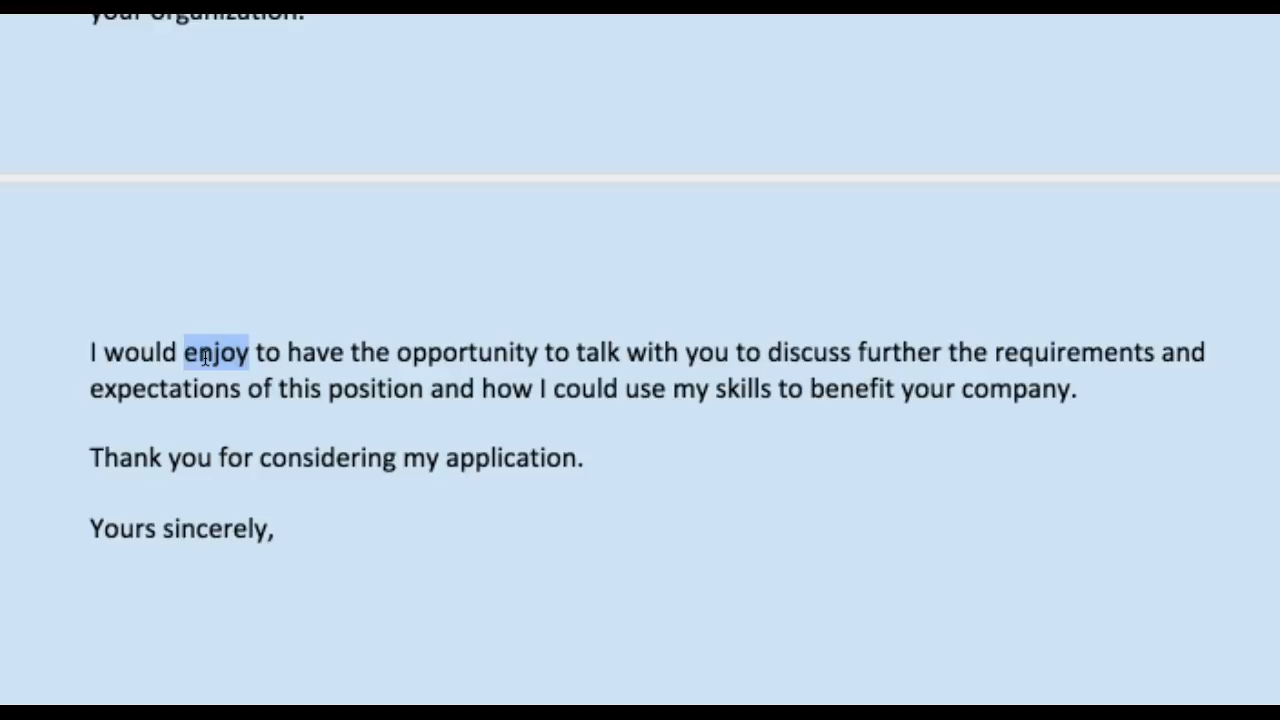 your organization.
I would enjoy to have the opportunity to talk with you to discuss further the requirements and
expectations of this position and how I could use my skills to benefit your company.
Thank you for considering my application.
Yours sincerely,